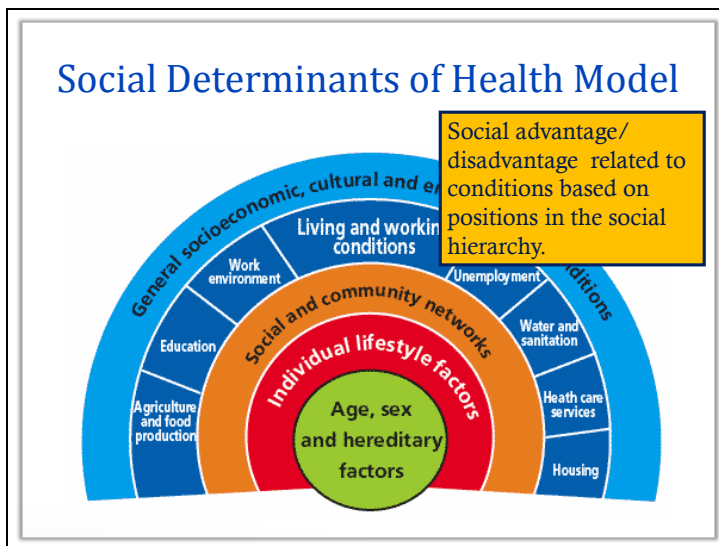 Social Determinants of Health Model
Social advantage/
disadvantage related to
conditions based on
positions in the social
hierarchy.
General socioeconomic, cultural and
Living and working
conditions
Work
environment
Unemployment
Education
Water and
sanitation
Agriculture
and food
production
Heath care
services
Housing
Social and community networks
Individual lifestyle factors
Age, sex
and hereditary
factors